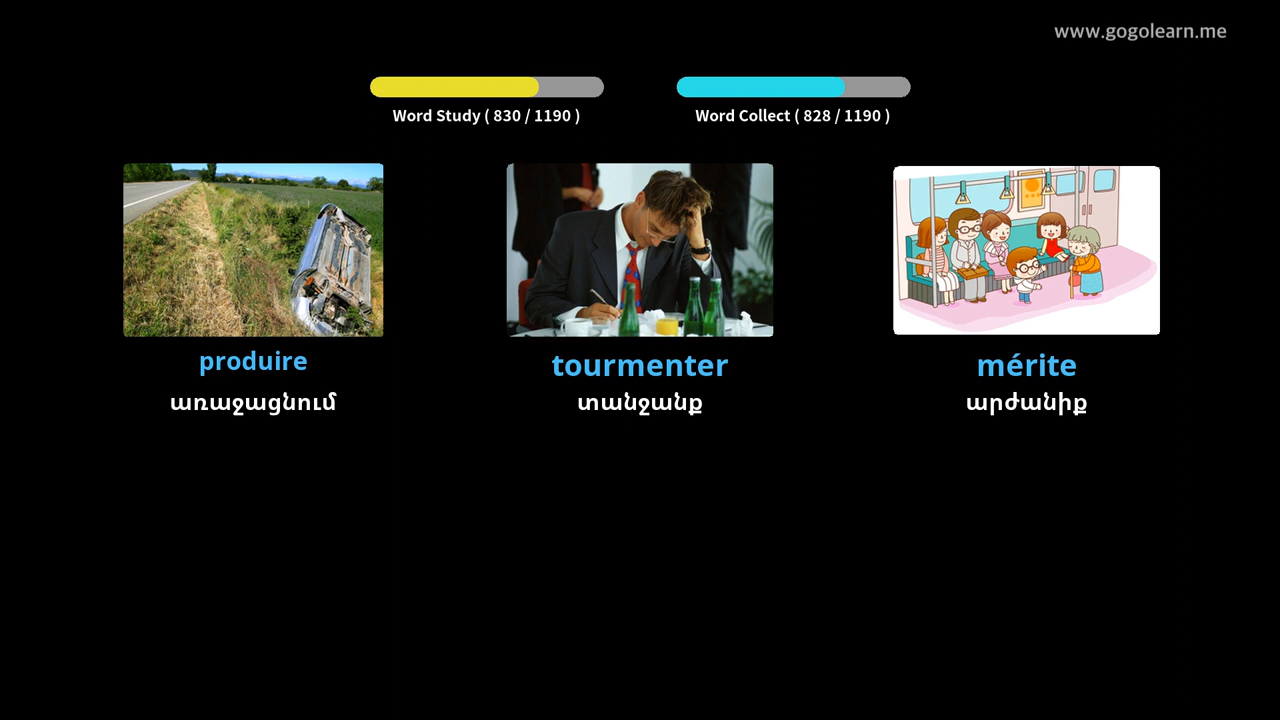 www.gogolearn.me
Word Study ( 830 / 1190 )
Word Collect ( 828 / 1190 )
produire
առաջացնում
tourmenter
տանջանք
mérite
արժանիք